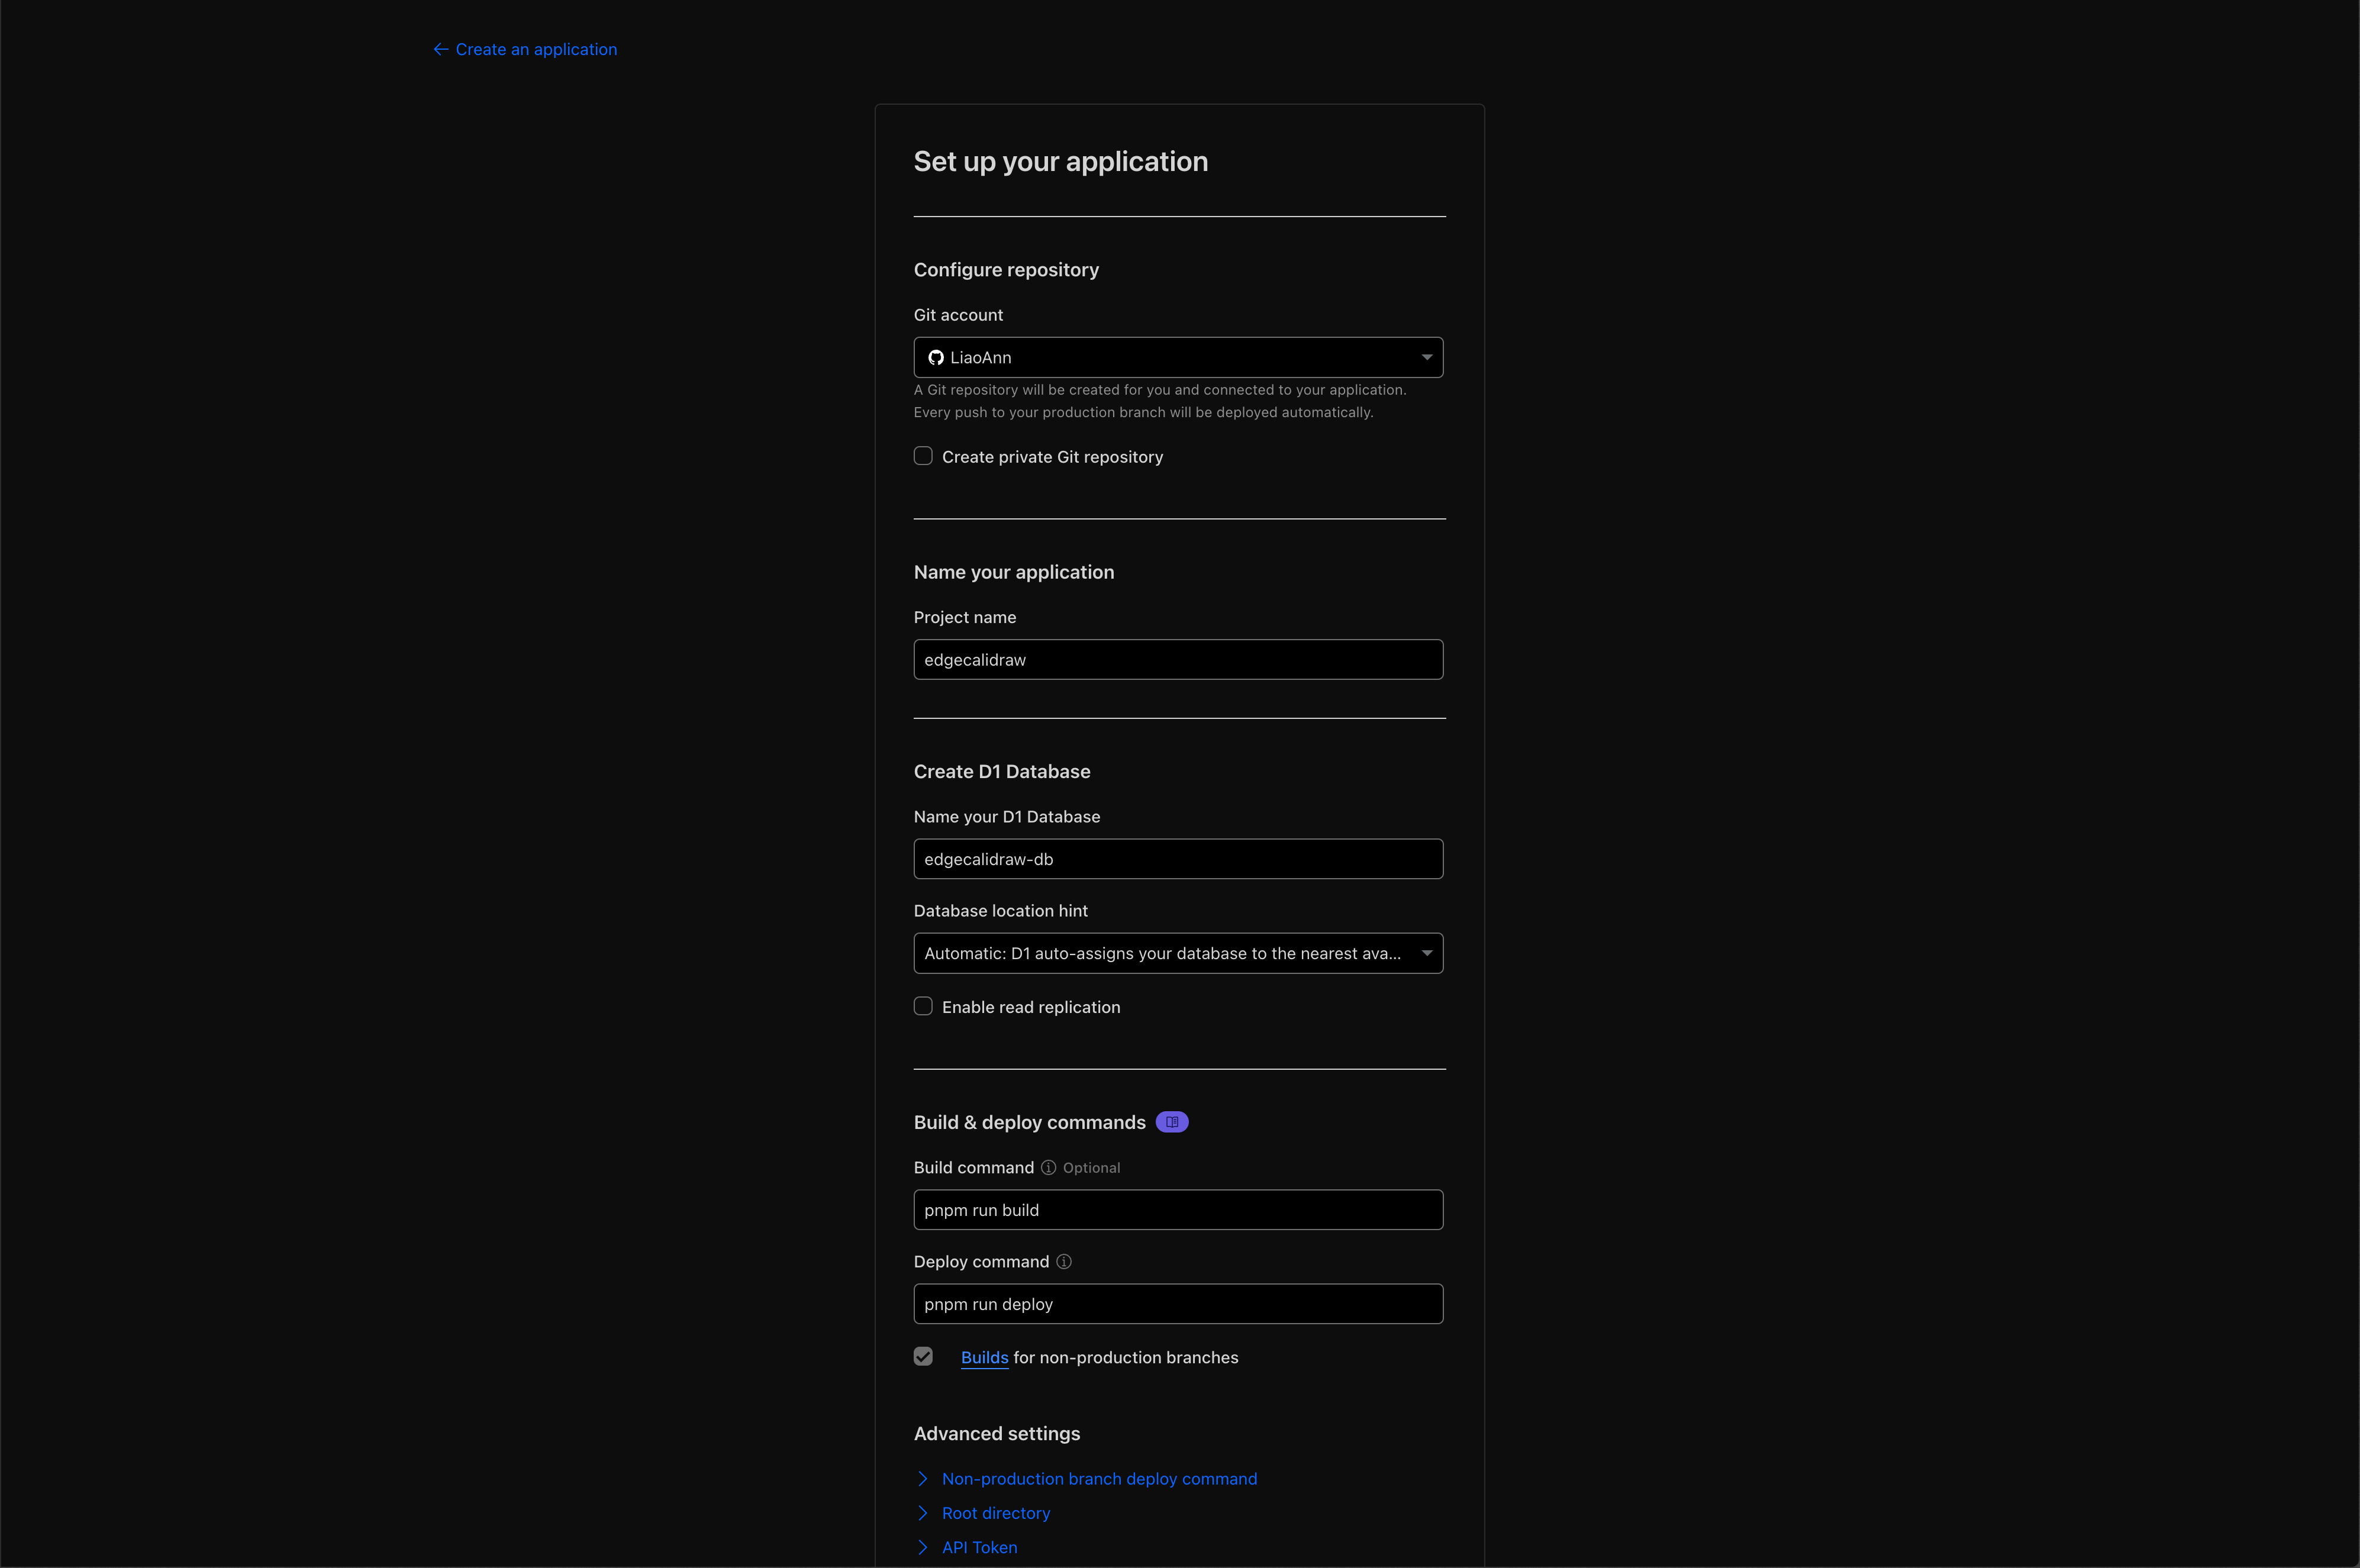 ← Create an application
Set up your application
Configure repository
Git account
LiaoAnn
A Git repository will be created for you and connected to your application.
Every push to your production branch will be deployed automatically.
Create private Git repository
Name your application
Project name
edgecalidraw
Create D1 Database
Name your D1 Database
edgecalidraw-db
Database location hint
Automatic: D1 auto-assigns your database to the nearest ava...
Enable read replication
Build & deploy commands
Build command Optional
pnpm run build
Deploy command
pnpm run deploy
Builds for non-production branches
Advanced settings
Non-production branch deploy command
Root directory
API Token